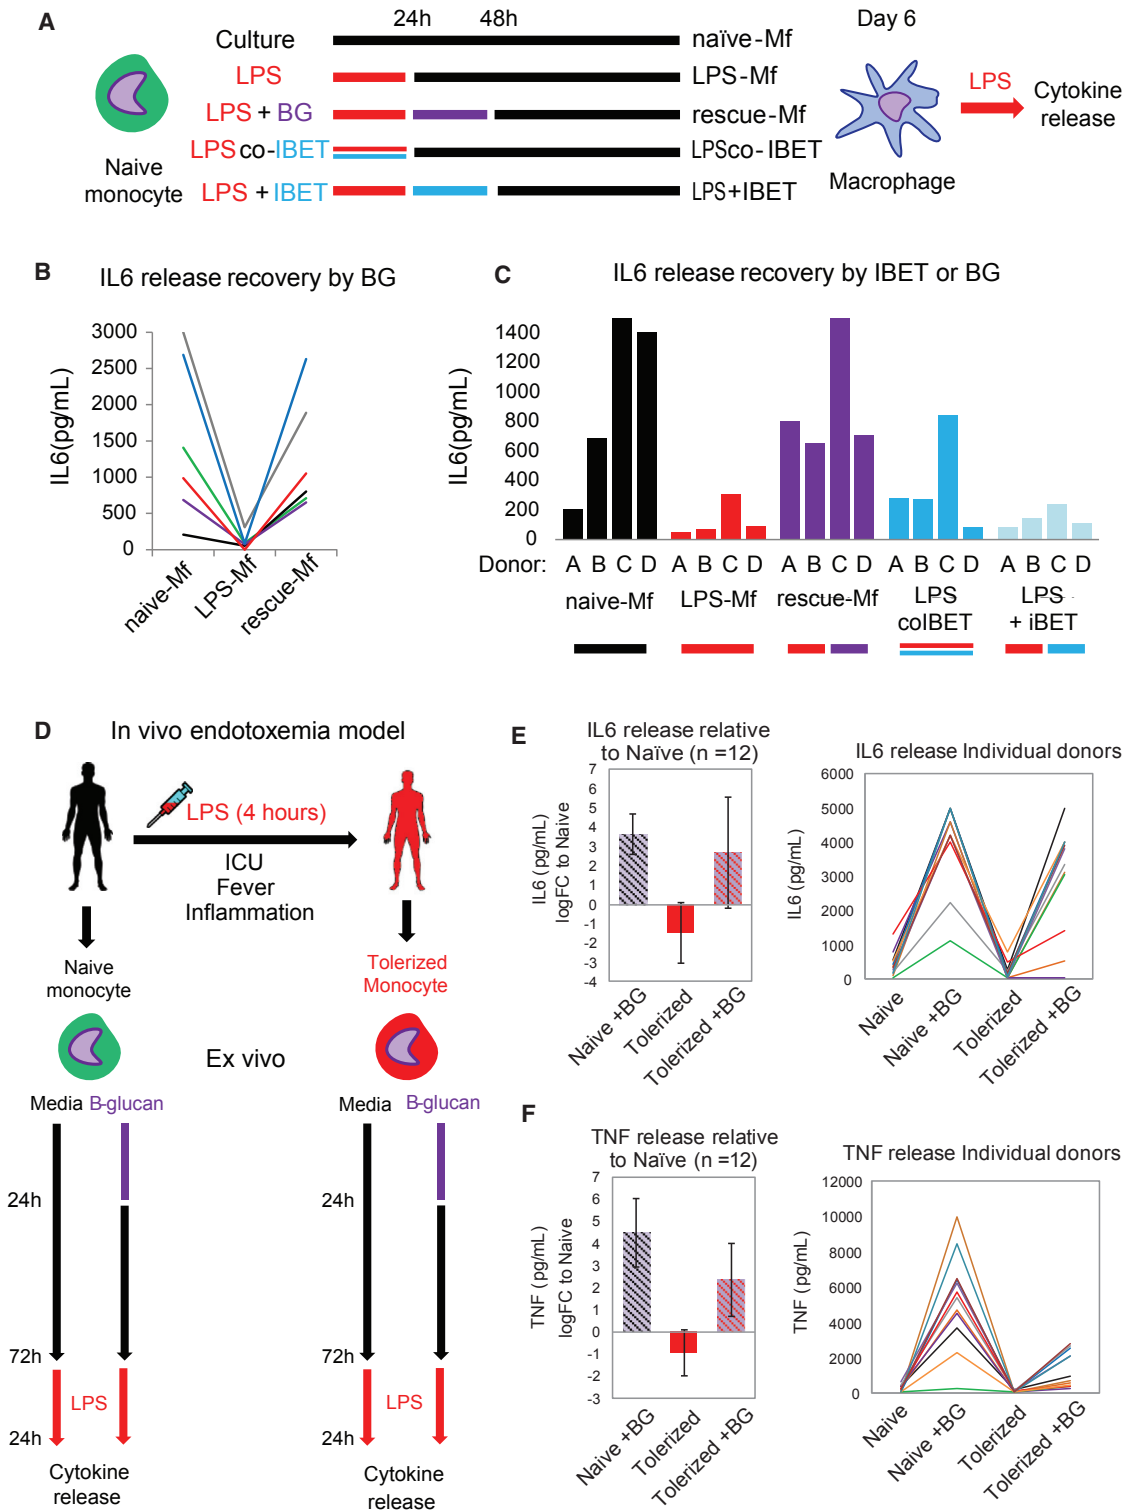 A
24h 48h
Day 6
Culture
naïve-Mf
LPS
LPS-Mf
LPS + BG
rescue-Mf
LPS co-IBET
LPSco-IBET
LPS + IBET
LPS+IBET
Naive
monocyte
Macrophage
LPS
Cytokine
release
B
IL6 release recovery by BG
IL6(pg/mL)
3000
2500
2000
1500
1000
500
0
naive-Mf
LPS-Mf
rescue-Mf
C
IL6 release recovery by IBET or BG
IL6(pg/mL)
1400
1200
1000
800
600
400
200
0
Donor: A B C D A B C D A B C D A B C D A B C D
naive-Mf
LPS-Mf
rescue-Mf
LPS
coIBET
LPS
+ iBET
D
In vivo endotoxemia model
LPS (4 hours)
ICU
Fever
Inflammation
Naive
monocyte
Tolerized
Monocyte
Ex vivo
Media B-glucan
24h
72h
LPS
24h
Cytokine
release
Media B-glucan
24h
72h
LPS
24h
Cytokine
release
E
IL6 release relative
to Naïve (n =12)
IL6 (pg/mL)
logFC to Naive
7
6
5
4
3
2
1
0
-1
-2
-3
-4
Naive +BG
Tolerized
Tolerized +BG
IL6 release Individual donors
IL6 (pg/mL)
6000
5000
4000
3000
2000
1000
0
Naive
Naive +BG
Tolerized
Tolerized +BG
F
TNF release relative
to Naïve (n =12)
TNF (pg/mL)
logFC to Naive
7
6
5
4
3
2
1
0
-1
-2
-3
Naive +BG
Tolerized
Tolerized +BG
TNF release Individual donors
TNF (pg/mL)
12000
10000
8000
6000
4000
2000
0
Naive
Naive +BG
Tolerized
Tolerized +BG